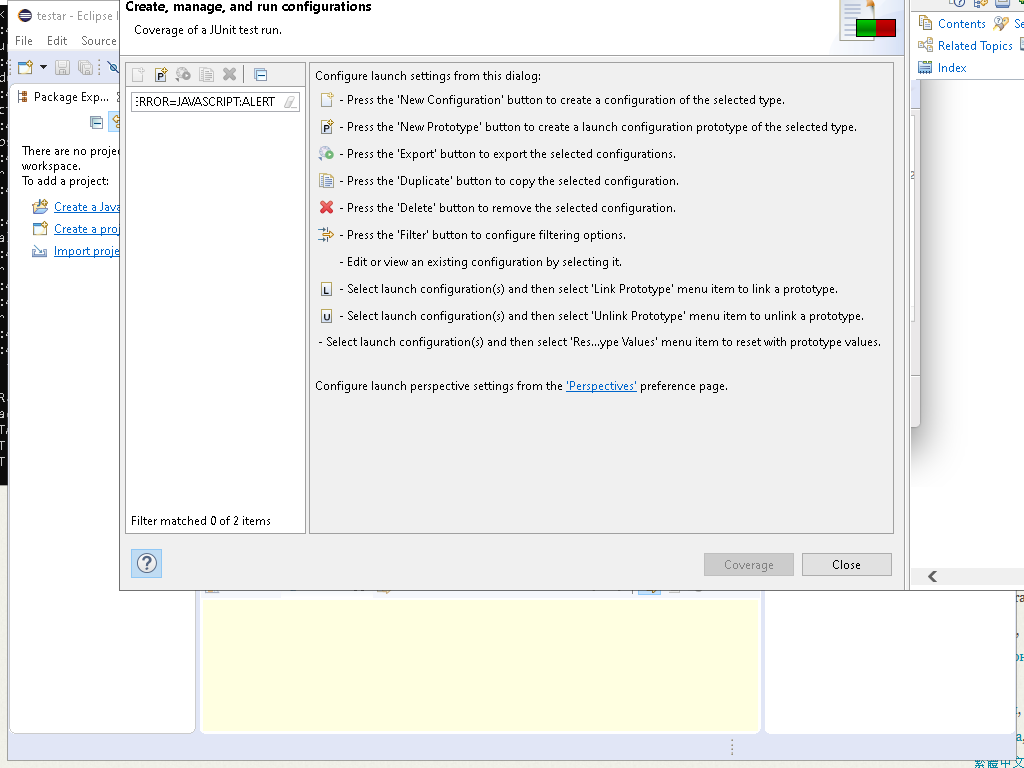 testar - Eclipse
File Edit Source
Package Exp...
There are no
workspace.
To add a project:
Create a Java
Create a
Import
Create, manage, and run configurations
Coverage of a JUnit test run.
:RROR=JAVASCRIPT:ALERT
Filter matched 0 of 2 items
Configure launch settings from this dialog:
- Press the 'New Configuration' button to create a configuration of the selected type.
P - Press the 'New Prototype' button to create a launch configuration prototype of the selected type.
- Press the 'Export' button to export the selected configurations.
- Press the 'Duplicate' button to copy the selected configuration.
- Press the 'Delete' button to remove the selected configuration.
- Press the 'Filter' button to configure filtering options.
- Edit or view an existing configuration by selecting it.
L - Select launch configuration(s) and then select 'Link Prototype' menu item to link a prototype.
U - Select launch configuration(s) and then select 'Unlink Prototype' menu item to unlink a prototype.
- Select launch configuration(s) and then select 'Res...ype Values' menu item to reset with prototype values.
Configure launch perspective settings from the 'Perspectives' preference page.
? Coverage Close
Contents
Related Topics
Index
繁體中文